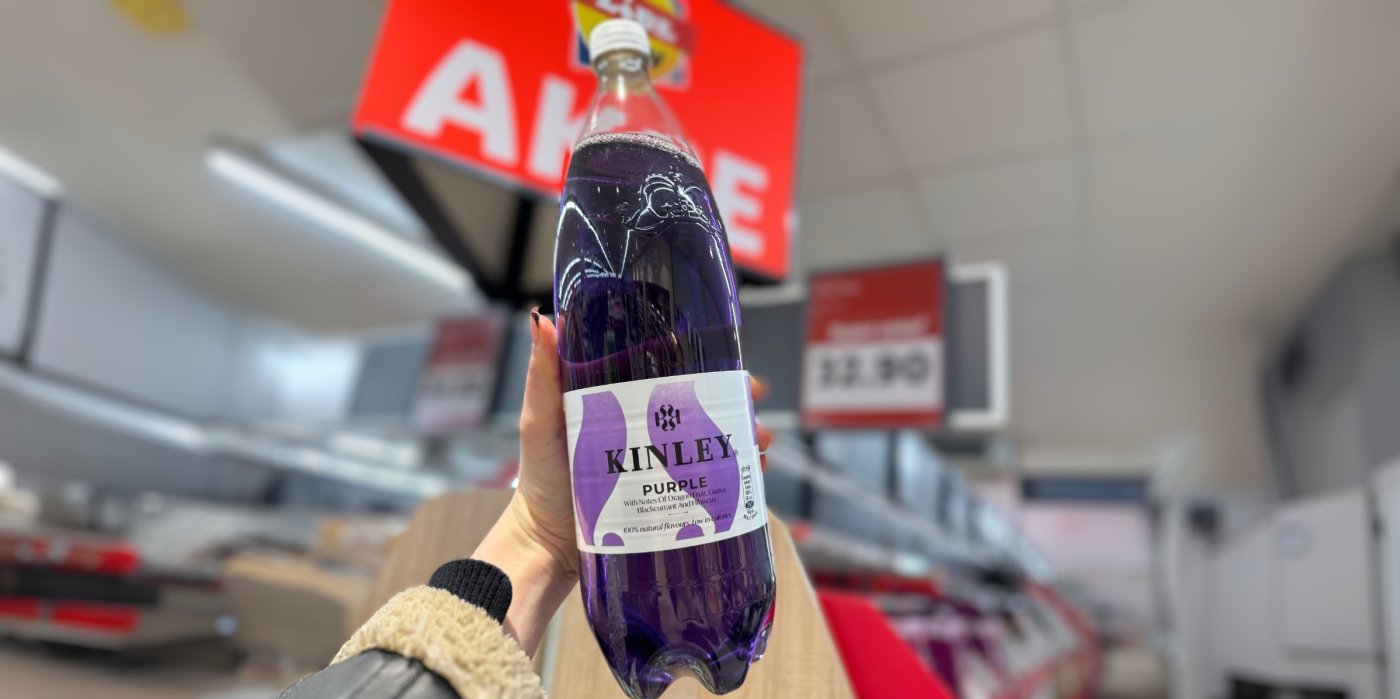 LIDL
AKCE
32.90
KINLEY
PURPLE
With Notes Of Dragon Fruit, Guava,
Blackcurrant And Hibiscus
100% natural flavours. Low in calories